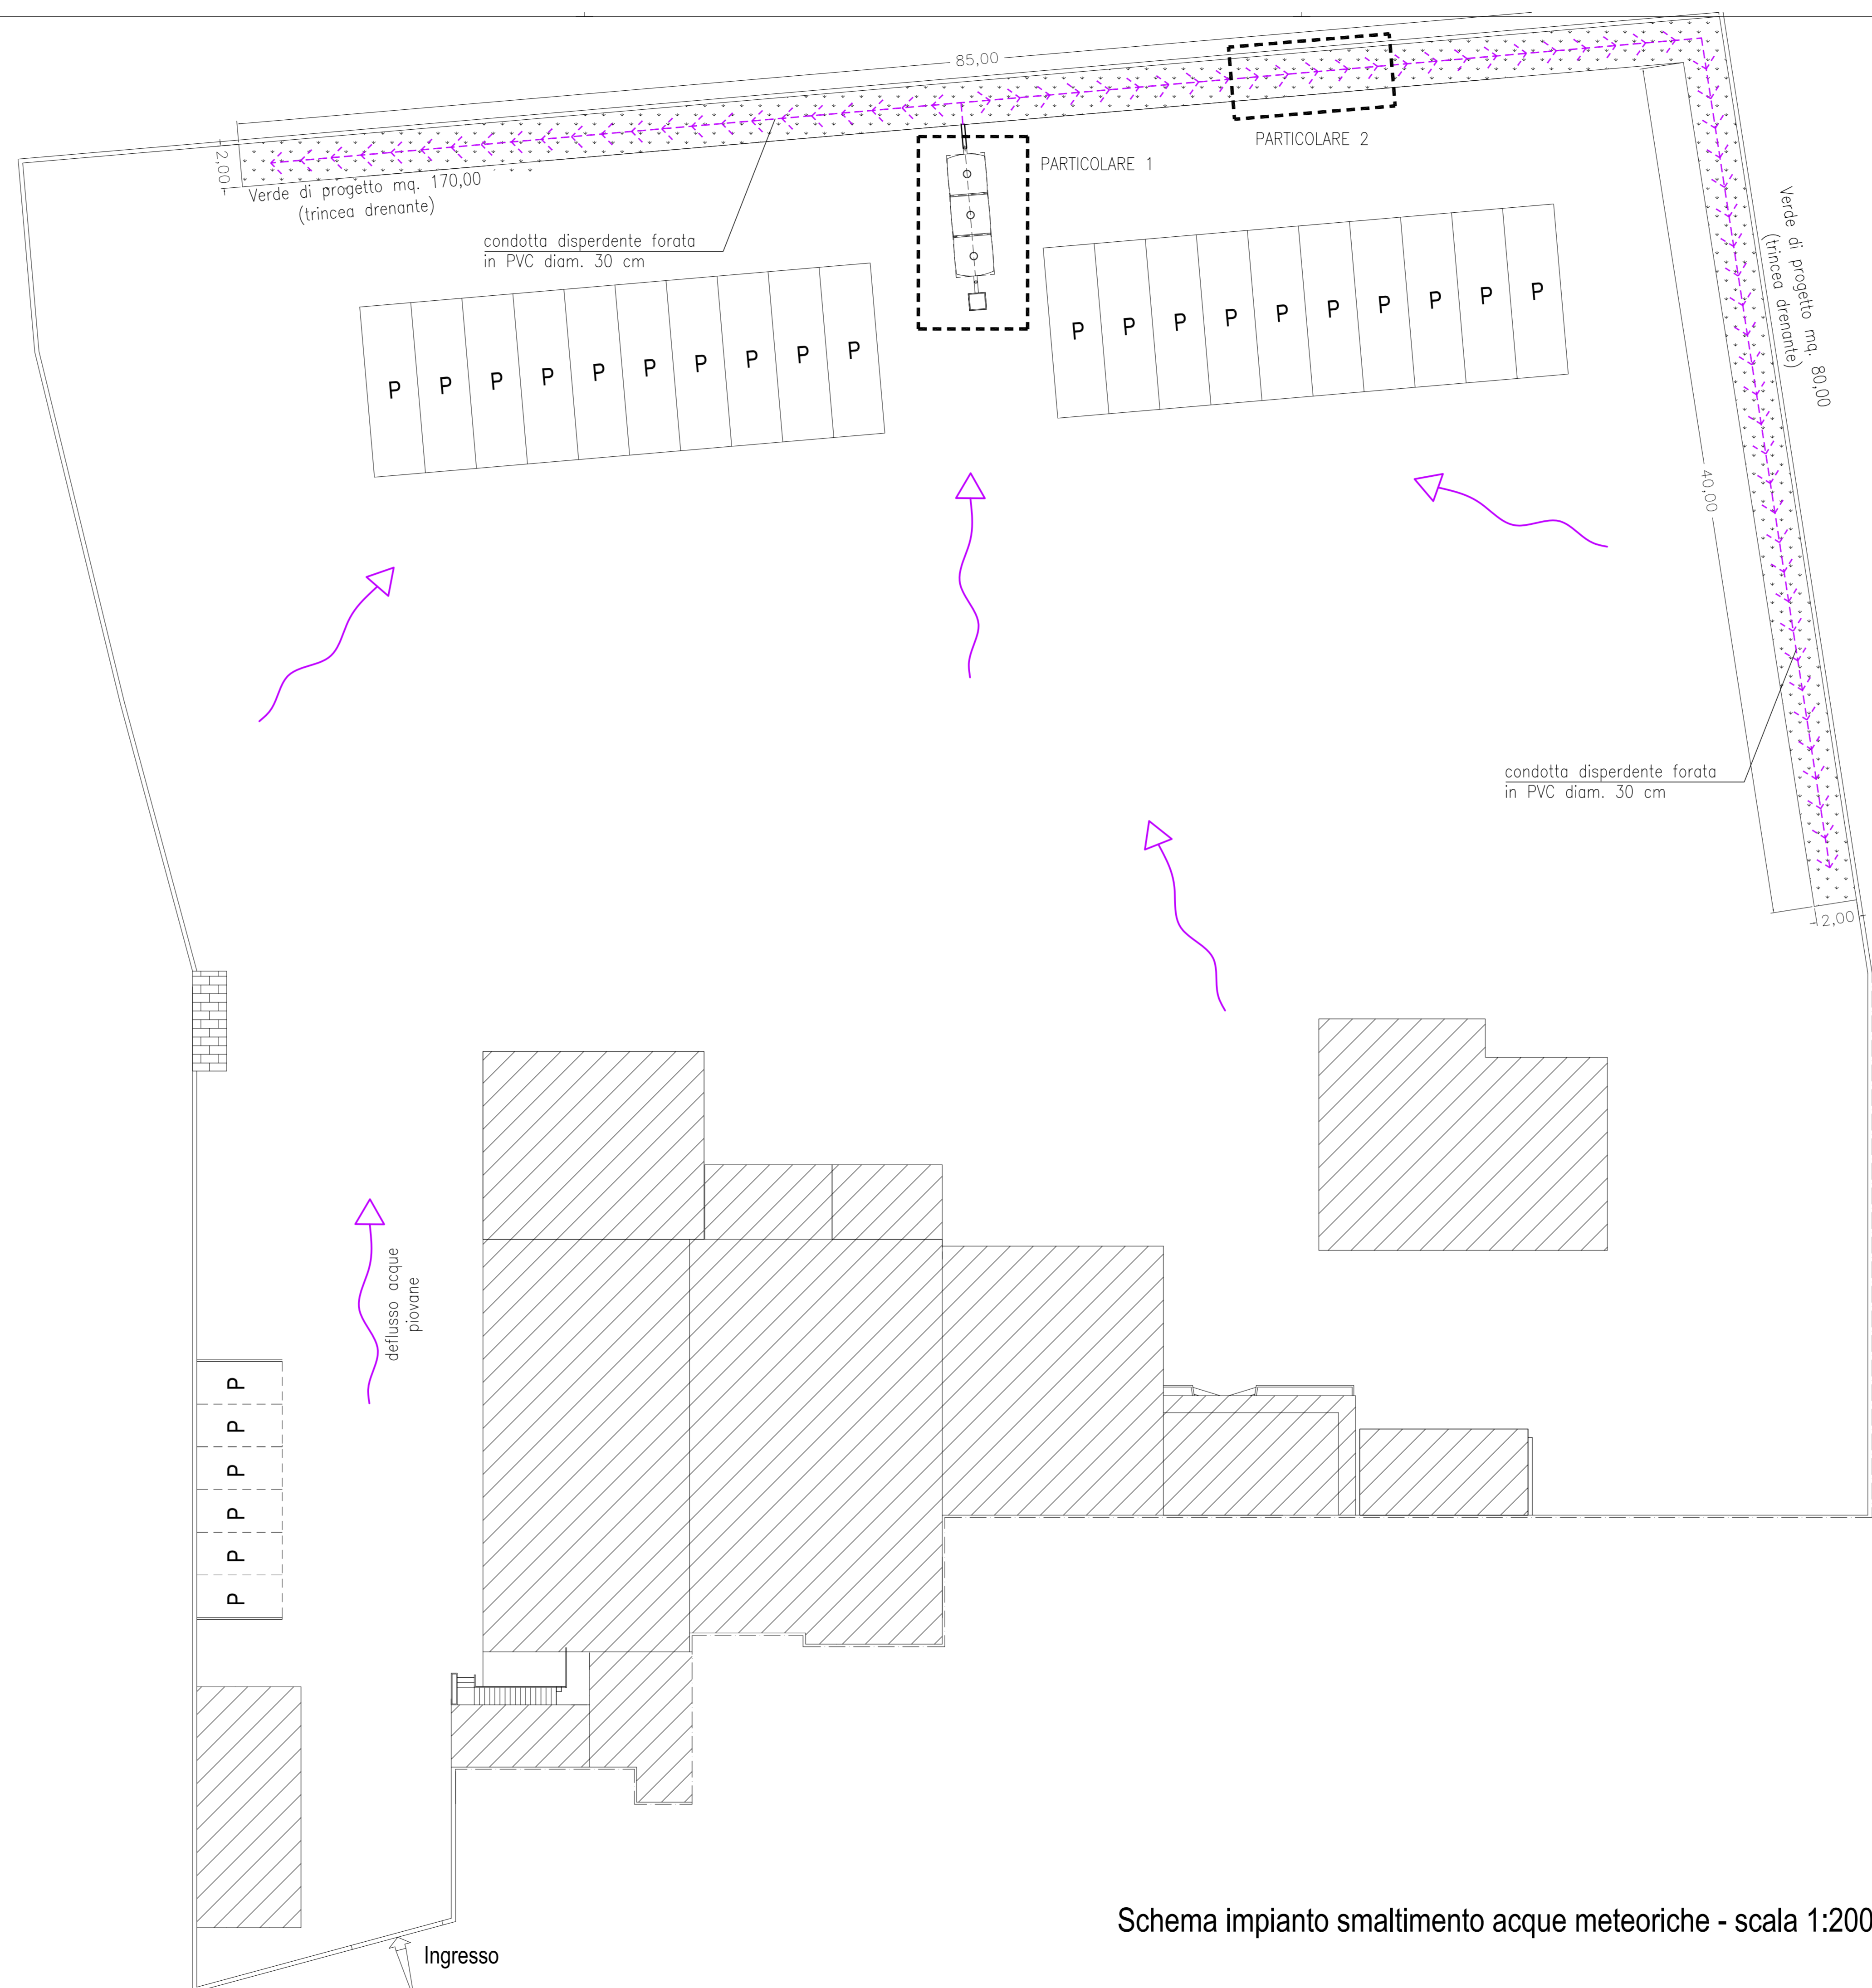 85,00
PARTICOLARE 2
2,00
PARTICOLARE 1
Verde di progetto mq. 170,00
(trincea drenante)
condotta disperdente forata
in PVC diam. 30 cm
Verde di progetto mq. 80,00
(trincea drenante)
P P P P P P P P P P
P P P P P P P P P P
40,00
condotta disperdente forata
in PVC diam. 30 cm
2,00
deflusso acque
piovane
P
P
P
P
P
P
Schema impianto smaltimento acque meteoriche - scala 1:200
Ingresso